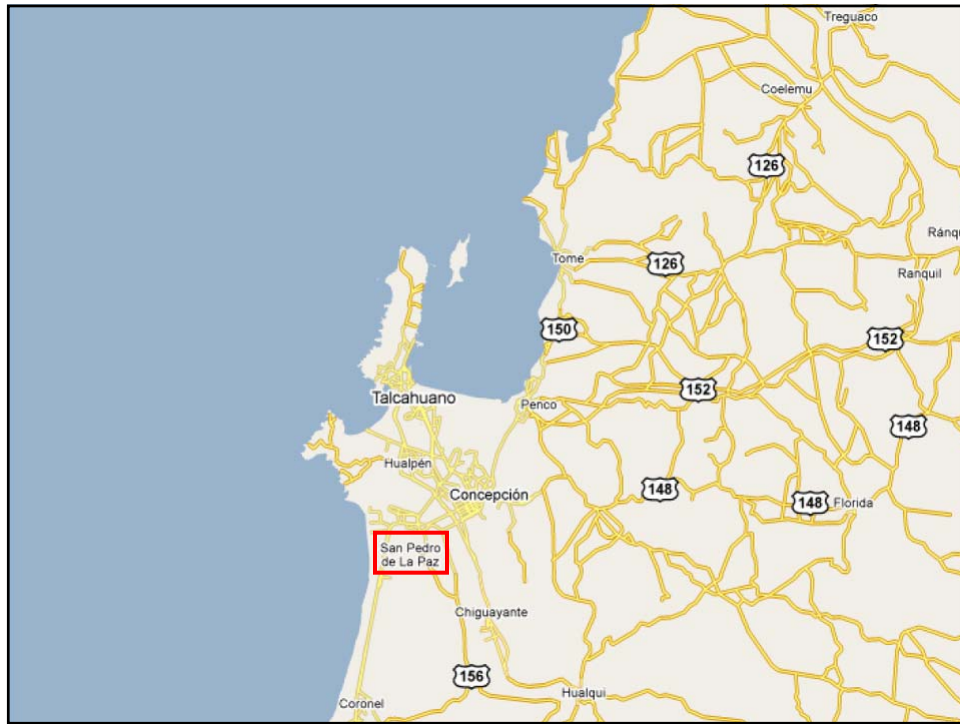 Treguaco
Coelemu
126
Ránqu
Tome
126
Ranquil
150
152
152
Talcahuano
Penco
148
Hualpén
148
Concepción
148
Florida
San Pedro
de La Paz
Chiguayante
156
Hualqui
Coronel